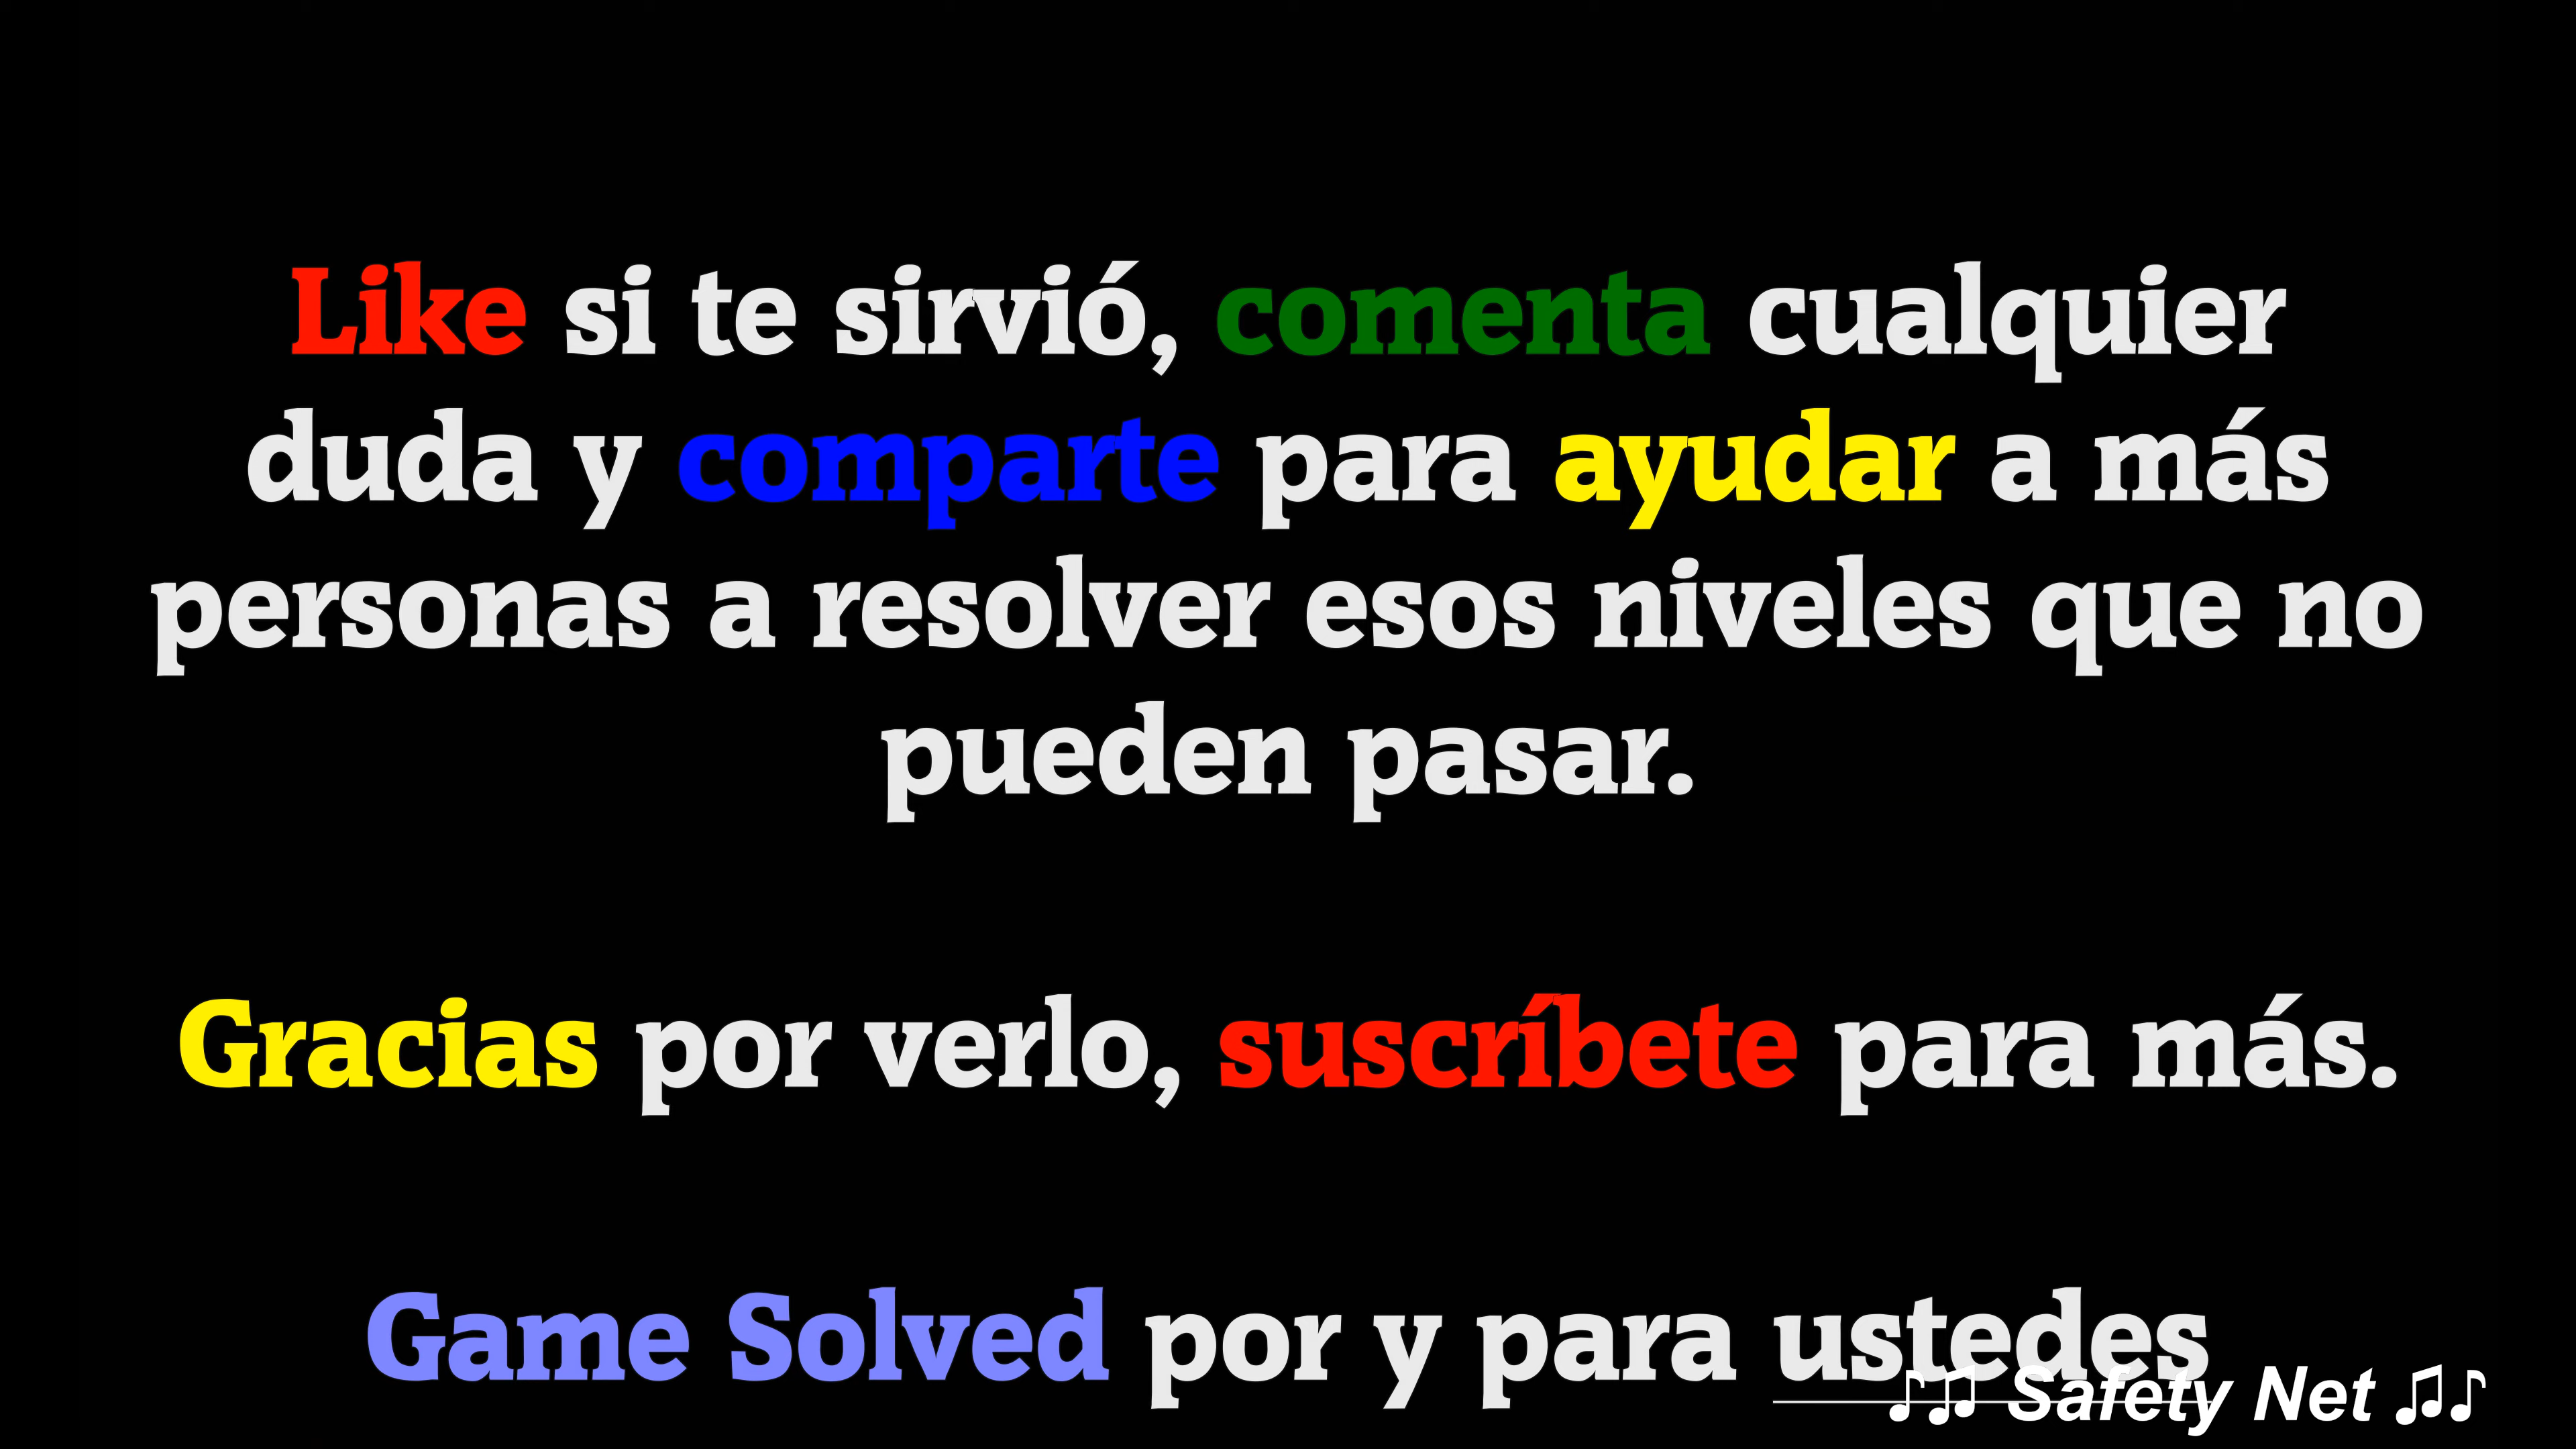 Like si te sirvió, comenta cualquier
duda y comparte para ayudar a más
personas a resolver esos niveles que no
pueden pasar.
Gracias por verlo, suscríbete para más.
Game Solved por y para ustedes
♪♫ Safety Net ♫♪